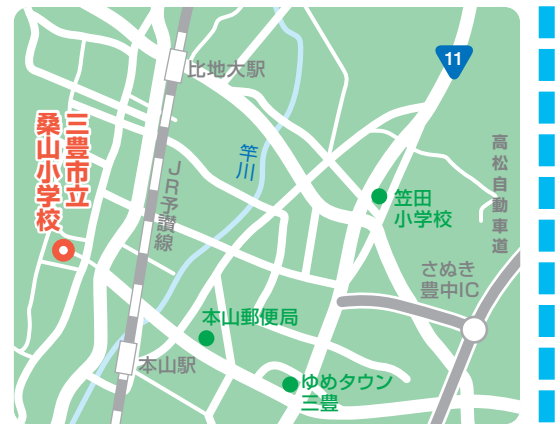 11
比地大駅
三豊市立
桑山小学校
竿川
JR予讃線
高松自動車道
笠田
小学校
さぬき
豊中IC
本山郵便局
本山駅
ゆめタウン
三豊